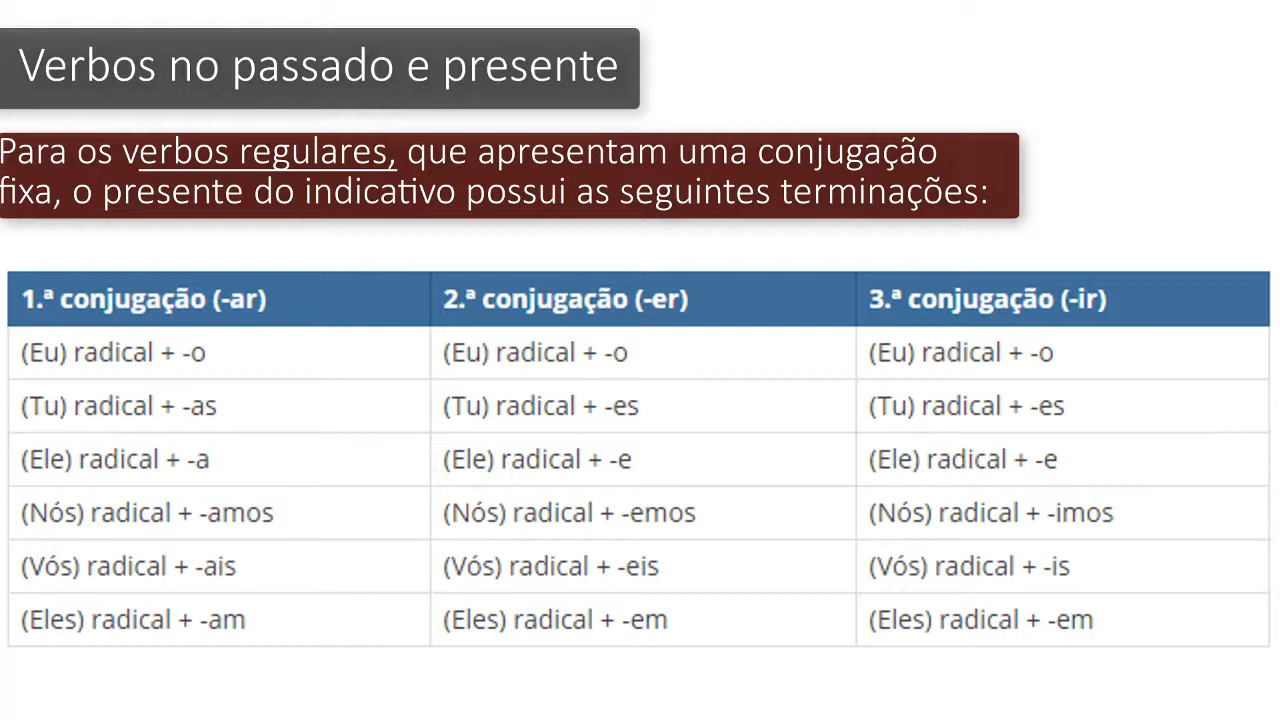 Verbos no passado e presente
Para os verbos regulares, que apresentam uma conjugação
fixa, o presente do indicativo possui as seguintes terminações:
1.ª conjugação (-ar) 2.ª conjugação (-er) 3.ª conjugação (-ir)
(Eu) radical + -o (Eu) radical + -o (Eu) radical + -o
(Tu) radical + -as (Tu) radical + -es (Tu) radical + -es
(Ele) radical + -a (Ele) radical + -e (Ele) radical + -e
(Nós) radical + -amos (Nós) radical + -emos (Nós) radical + -imos
(Vós) radical + -ais (Vós) radical + -eis (Vós) radical + -is
(Eles) radical + -am (Eles) radical + -em (Eles) radical + -em